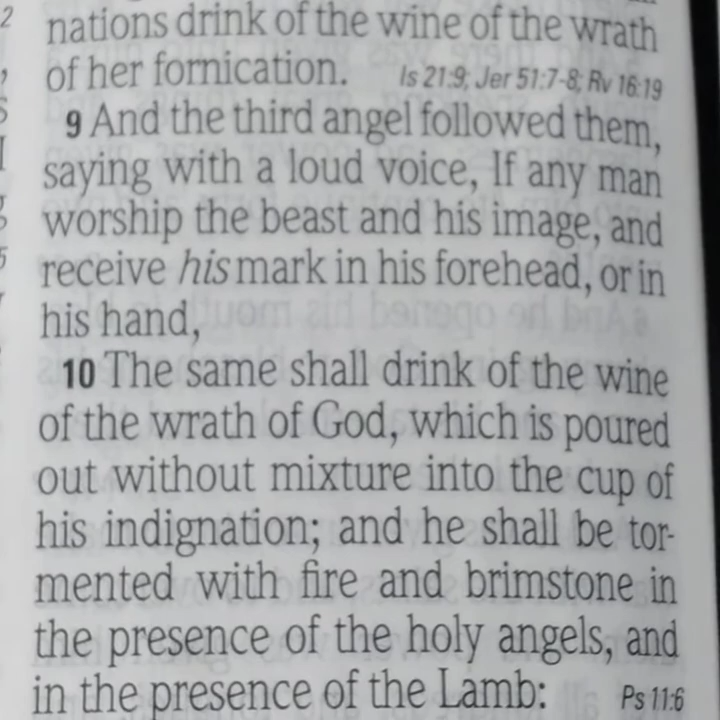 nations drink of the wine of the wrath
of her fornication. Is 21:9; Jer 51:7-8; Rv 16:19
9 And the third angel followed them,
saying with a loud voice, If any man
worship the beast and his image, and
receive his mark in his forehead, or in
his hand,
10 The same shall drink of the wine
of the wrath of God, which is poured
out without mixture into the cup of
his indignation; and he shall be tor-
mented with fire and brimstone in
the presence of the holy angels, and
in the presence of the Lamb: Ps 11:6